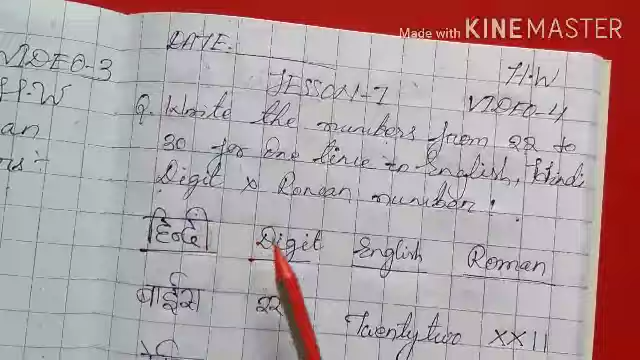 Made with KINEMASTER
DATE:
VIDEO-3
H.W
H.W
LESSON-7
VIDEO-4
Q. Write the numbers from 22 to
30 for one time in English, Hindi
Digit & Roman number.
हिन्दी Digit English Roman
बाईस 22 Twenty two XXII